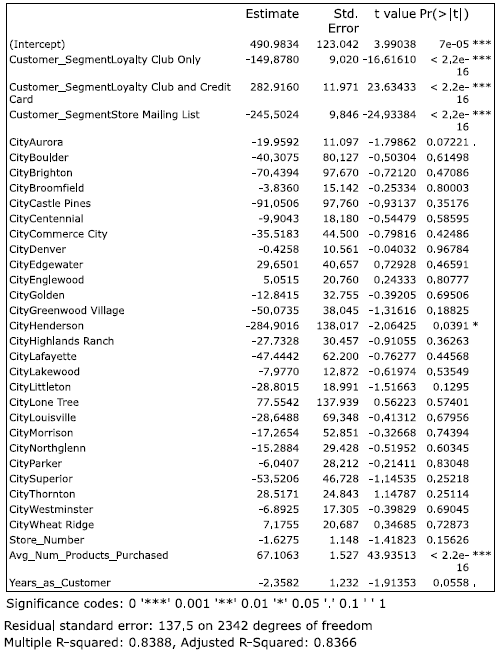 Estimate Std. Error t value Pr(>|t|)
(Intercept) 490.9834 123.042 3.99038 7e-05 ***
Customer_SegmentLoyalty Club Only -149,8780 9,020 -16,61610 < 2,2e-16 ***
Customer_SegmentLoyalty Club and Credit Card 282.9160 11.971 23.63433 < 2.2e-16 ***
Customer_SegmentStore Mailing List -245,5024 9,846 -24,93384 < 2,2e-16 ***
CityAurora -19.9592 11.097 -1.79862 0.07221 .
CityBoulder -40,3075 80,127 -0,50304 0,61498
CityBrighton -70,4394 97,670 -0,72120 0,47086
CityBroomfield -3.8360 15.142 -0.25334 0.80003
CityCastle Pines -91,0506 97,760 -0,93137 0,35176
CityCentennial -9,9043 18,180 -0,54479 0,58595
CityCommerce City -35.5183 44.500 -0.79816 0.42486
CityDenver -0.4258 10.561 -0.04032 0.96784
CityEdgewater 29,6501 40,657 0,72928 0,46591
CityEnglewood 5,0515 20,760 0,24333 0,80777
CityGolden -12.8415 32.755 -0.39205 0.69506
CityGreenwood Village -50,0735 38,045 -1,31616 0,18825
CityHenderson -284,9016 138,017 -2,06425 0,0391 *
CityHighlands Ranch -27.7328 30.457 -0.91055 0.36263
CityLafayette -47.4442 62.200 -0.76277 0.44568
CityLakewood -7,9770 12,872 -0,61974 0,53549
CityLittleton -28.8015 18.991 -1.51663 0.1295
CityLone Tree 77.5542 137.939 0.56223 0.57401
CityLouisville -28,6488 69,348 -0,41312 0,67956
CityMorrison -17,2654 52,851 -0,32668 0,74394
CityNorthglenn -15.2884 29.428 -0.51952 0.60345
CityParker -6,0407 28,212 -0,21411 0,83048
CitySuperior -53,5206 46,728 -1,14535 0,25218
CityThornton 28.5171 24.843 1.14787 0.25114
CityWestminster -6.8925 17.305 -0.39829 0.69045
CityWheat Ridge 7,1755 20,687 0,34685 0,72873
Store_Number -1.6275 1.148 -1.41823 0.15626
Avg_Num_Products_Purchased 67.1063 1.527 43.93513 < 2.2e-16 ***
Years_as_Customer -2,3582 1,232 -1,91353 0,0558 .
Significance codes: 0 '***' 0.001 '**' 0.01 '*' 0.05 '.' 0.1 ' ' 1
Residual standard error: 137,5 on 2342 degrees of freedom
Multiple R-squared: 0.8388, Adjusted R-Squared: 0.8366